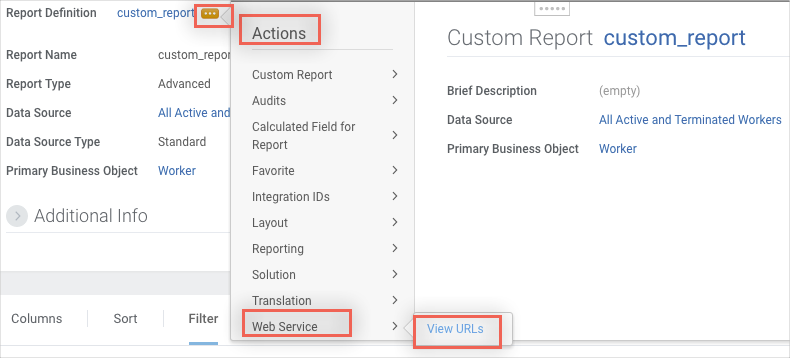 Report Definition custom_report
Report Name custom_repor
Report Type Advanced
Data Source All Active and
Data Source Type Standard
Primary Business Object Worker
Additional Info
Columns Sort Filter
Actions
Custom Report
Audits
Calculated Field for
Report
Favorite
Integration IDs
Layout
Reporting
Solution
Translation
Web Service
View URLs
Custom Report custom_report
Brief Description (empty)
Data Source All Active and Terminated Workers
Primary Business Object Worker